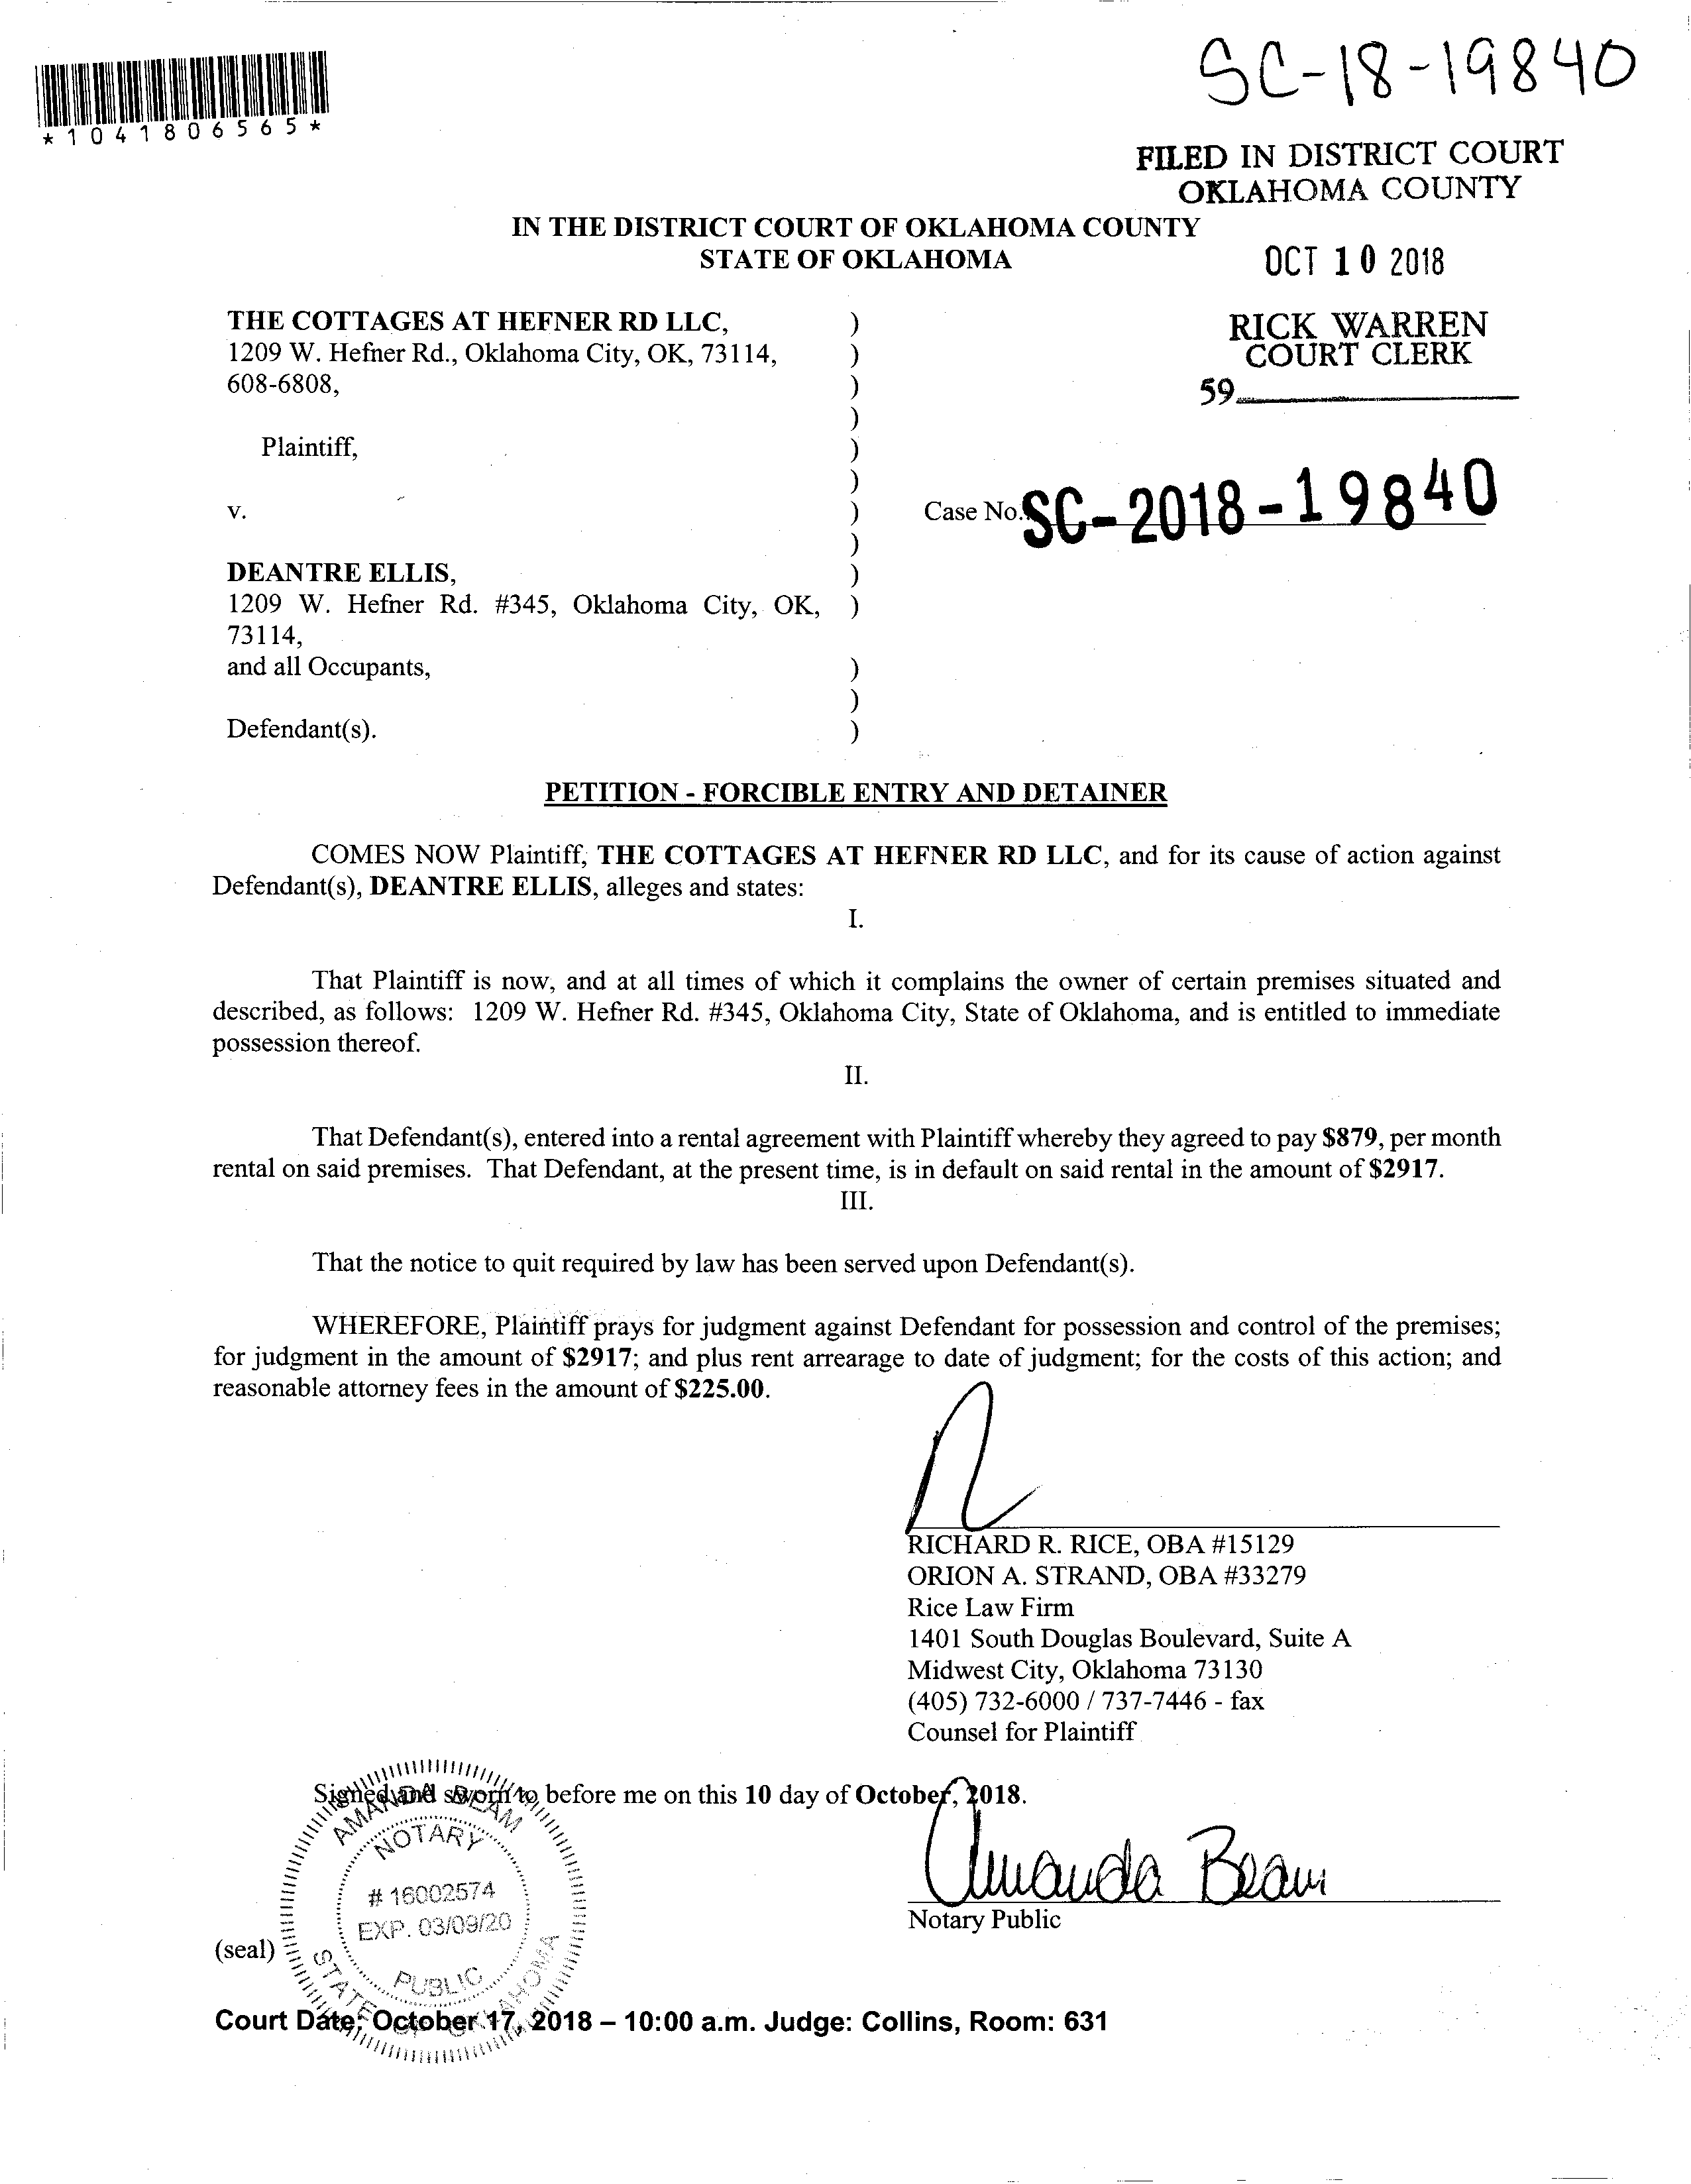 SC-18-19840
*1041806565*
FILED IN DISTRICT COURT
OKLAHOMA COUNTY
IN THE DISTRICT COURT OF OKLAHOMA COUNTY
STATE OF OKLAHOMA
OCT 10 2018
THE COTTAGES AT HEFNER RD LLC, )
1209 W. Hefner Rd., Oklahoma City, OK, 73114, )
608-6808, )
)
Plaintiff, )
)
v. )
)
RICK WARREN
COURT CLERK
59
Case No. SC-2018-19840
DEANTRE ELLIS, )
1209 W. Hefner Rd. #345, Oklahoma City, OK, )
73114,
and all Occupants, )
)
Defendant(s). )
PETITION - FORCIBLE ENTRY AND DETAINER
COMES NOW Plaintiff, THE COTTAGES AT HEFNER RD LLC, and for its cause of action against
Defendant(s), DEANTRE ELLIS, alleges and states:
I.
That Plaintiff is now, and at all times of which it complains the owner of certain premises situated and
described, as follows: 1209 W. Hefner Rd. #345, Oklahoma City, State of Oklahoma, and is entitled to immediate
possession thereof.
II.
That Defendant(s), entered into a rental agreement with Plaintiff whereby they agreed to pay $879, per month
rental on said premises. That Defendant, at the present time, is in default on said rental in the amount of $2917.
III.
That the notice to quit required by law has been served upon Defendant(s).
WHEREFORE, Plaintiff prays for judgment against Defendant for possession and control of the premises;
for judgment in the amount of $2917; and plus rent arrearage to date of judgment; for the costs of this action; and
reasonable attorney fees in the amount of $225.00.
RICHARD R. RICE, OBA #15129
ORION A. STRAND, OBA #33279
Rice Law Firm
1401 South Douglas Boulevard, Suite A
Midwest City, Oklahoma 73130
(405) 732-6000 / 737-7446 - fax
Counsel for Plaintiff
Signed and sworn to before me on this 10 day of October, 2018.
AMANDA BEAM
NOTARY
# 16002574
EXP. 03/09/20
PUBLIC
STATE OF OKLAHOMA
Amanda Beam
Notary Public
(seal)
Court Date: October 17, 2018 – 10:00 a.m. Judge: Collins, Room: 631